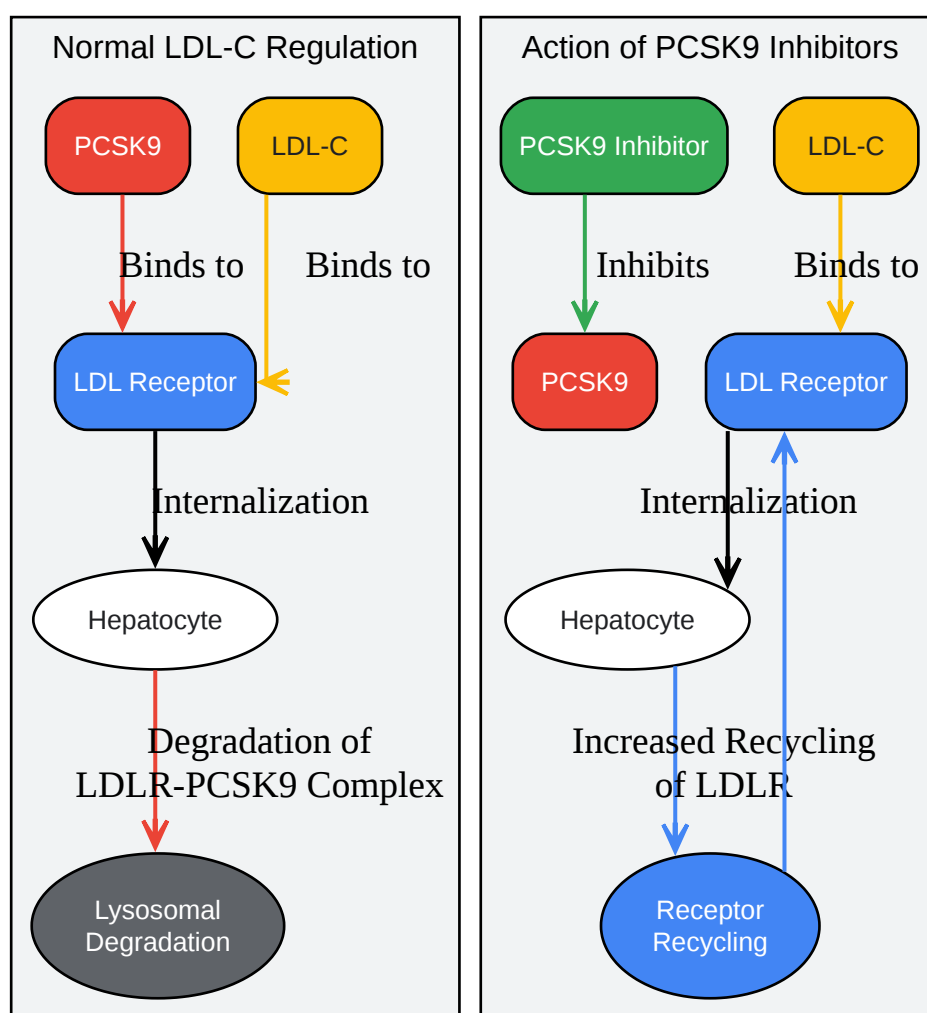 Normal LDL-C Regulation
PCSK9
LDL-C
Binds to
Binds to
LDL Receptor
Internalization
Hepatocyte
Degradation of
LDLR-PCSK9 Complex
Lysosomal
Degradation
Action of PCSK9 Inhibitors
PCSK9 Inhibitor
LDL-C
Inhibits
Binds to
PCSK9
LDL Receptor
Internalization
Hepatocyte
Increased Recycling
of LDLR
Receptor
Recycling